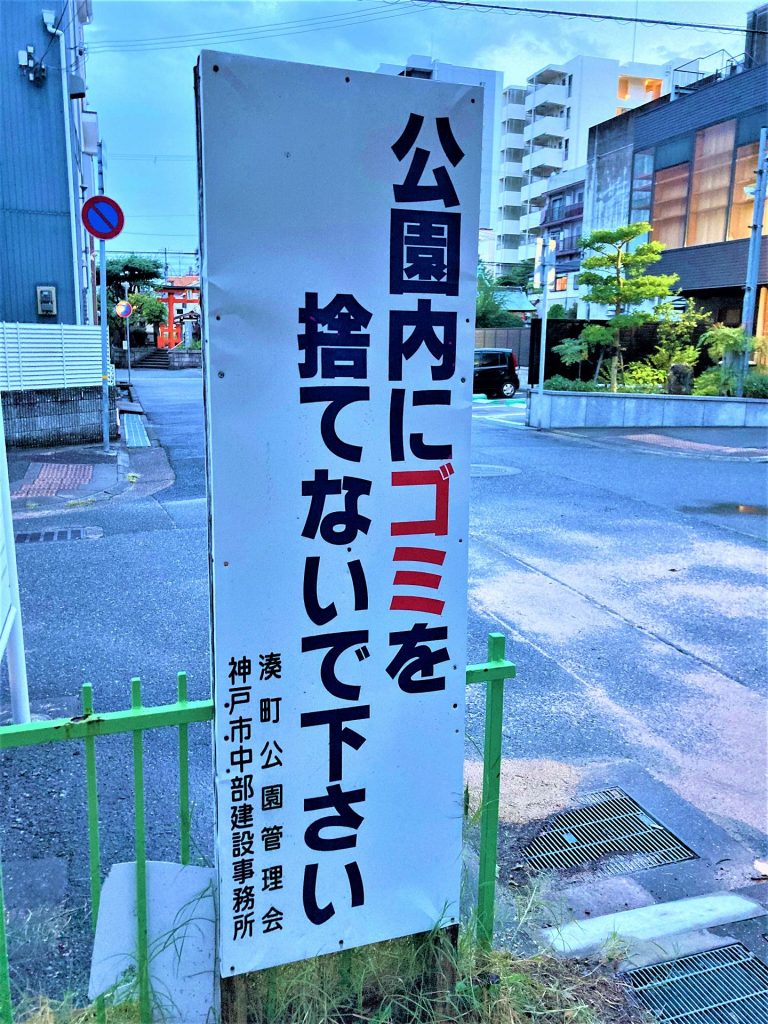 公園内にゴミを
捨てないで下さい
湊町公園管理会
神戸市中部建設事務所